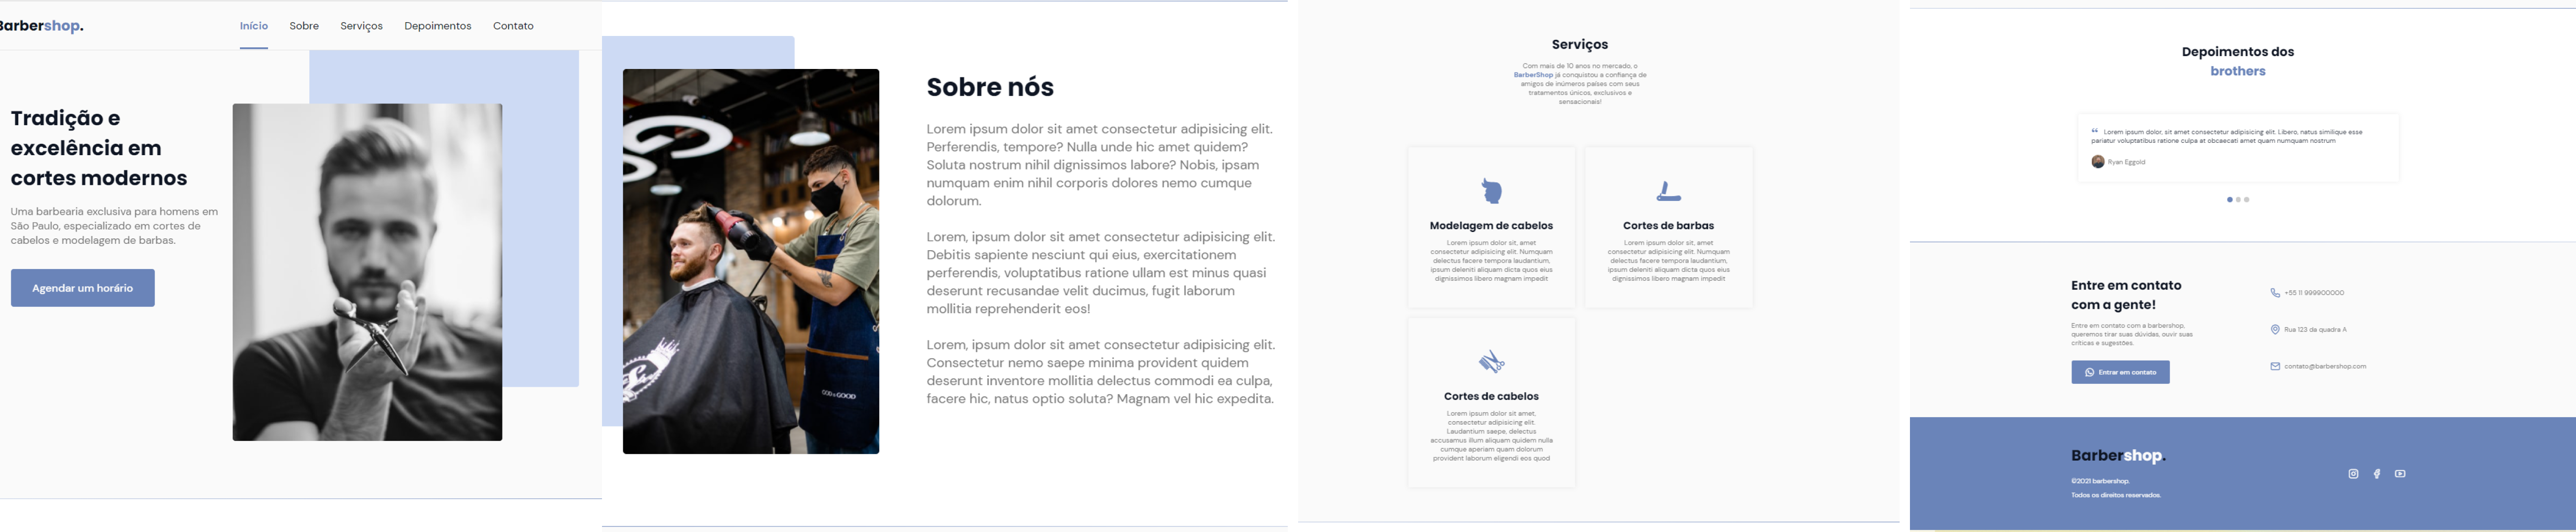 Barbershop.
Início Sobre Serviços Depoimentos Contato
Tradição e
excelência em
cortes modernos
Uma barbearia exclusiva para homens em
São Paulo, especializado em cortes de
cabelos e modelagem de barbas.
Agendar um horário
Sobre nós
Lorem ipsum dolor sit amet consectetur adipisicing elit.
Perferendis, tempore? Nulla unde hic amet quidem?
Soluta nostrum nihil dignissimos labore? Nobis, ipsam
numquam enim nihil corporis dolores nemo cumque
dolorum.
Lorem, ipsum dolor sit amet consectetur adipisicing elit.
Debitis sapiente nesciunt qui eius, exercitationem
perferendis, voluptatibus ratione ullam est minus quasi
deserunt recusandae velit ducimus, fugit laborum
mollitia reprehenderit eos!
Lorem, ipsum dolor sit amet consectetur adipisicing elit.
Consectetur nemo saepe minima provident quidem
deserunt inventore mollitia delectus commodi ea culpa,
facere hic, natus optio soluta? Magnam vel hic expedita.
Serviços
Com mais de 10 anos no mercado, o
BarberShop já conquistou a confiança de
amigos de inúmeros países com seus
tratamentos únicos, exclusivos e
sensacionais!
Modelagem de cabelos
Lorem ipsum dolor sit, amet
consectetur adipisicing elit. Numquam
delectus facere tempora laudantium,
ipsum deleniti aliquam dicta quos eius
dignissimos libero magnam impedit
Cortes de barbas
Lorem ipsum dolor sit, amet
consectetur adipisicing elit. Numquam
delectus facere tempora laudantium,
ipsum deleniti aliquam dicta quos eius
dignissimos libero magnam impedit
Cortes de cabelos
Lorem ipsum dolor sit amet,
consectetur adipisicing elit.
Laudantium saepe, delectus
accusamus illum aliquam quidem nulla
cumque aperiam quam dolorum
provident laborum eligendi eos quod
Depoimentos dos
brothers
“ Lorem ipsum dolor, sit amet consectetur adipisicing elit. Libero, natus similique esse
pariatur voluptatibus ratione culpa at obcaecati amet quam numquam nostrum
Ryan Eggold
Entre em contato
com a gente!
Entre em contato com a barbershop,
queremos tirar suas dúvidas, ouvir suas
críticas e sugestões.
Entrar em contato
+55 11 999900000
Rua 123 da quadra A
contato@barbershop.com
Barbershop.
©2021 barbershop.
Todos os direitos reservados.